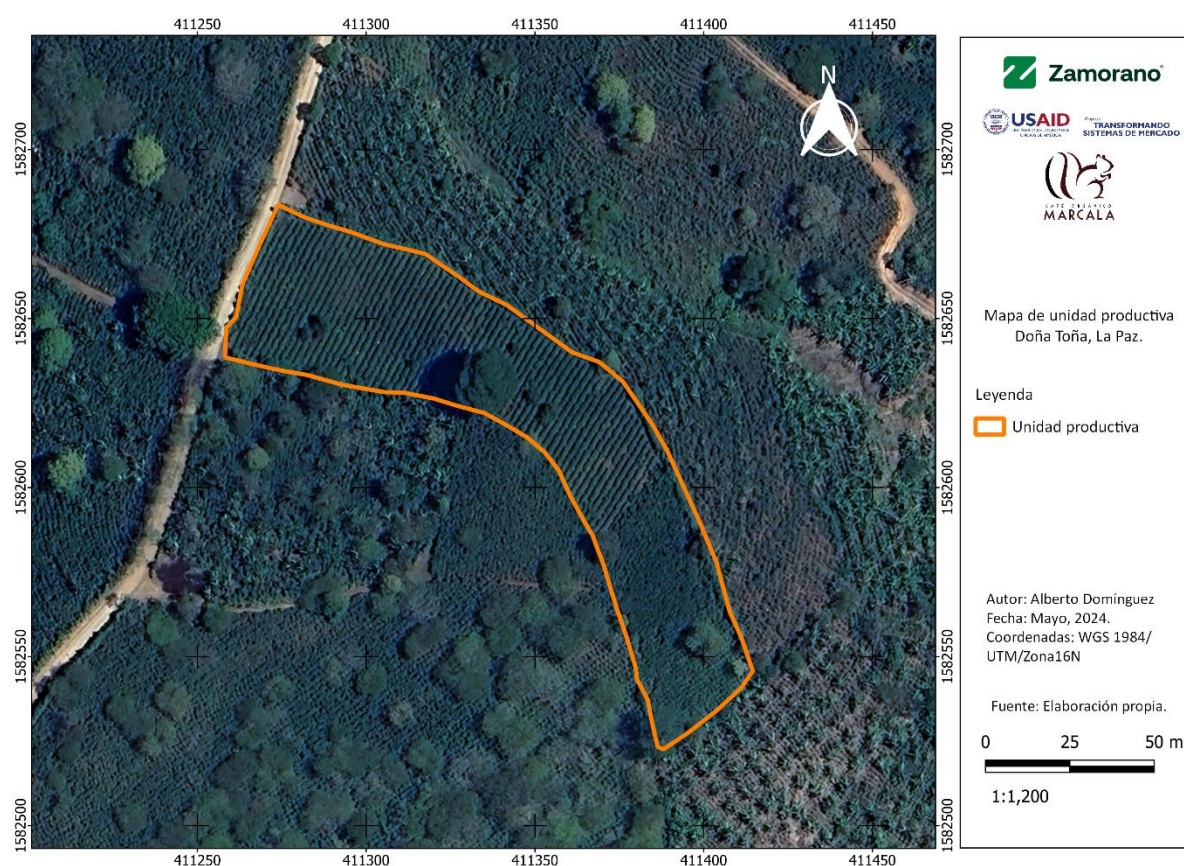 411250 411300 411350 411400 411450
1582700
1582650
1582600
1582550
1582500
1582700
1582650
1582600
1582550
1582500
411250 411300 411350 411400 411450
N
Zamorano
USAID
TRANSFORMANDO
SISTEMAS DE MERCADO
CAFÉ ORGÁNICO
MARCALA
Mapa de unidad productiva
Doña Toña, La Paz.
Leyenda
Unidad productiva
Autor: Alberto Domínguez
Fecha: Mayo, 2024.
Coordenadas: WGS 1984/
UTM/Zona16N
Fuente: Elaboración propia.
0 25 50 m
1:1,200